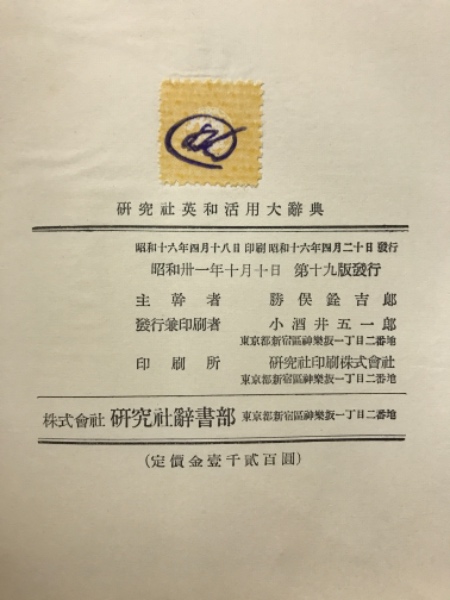 研究社英和活用大辭典
昭和十六年四月十八日 印刷 昭和十六年四月二十日 發行
昭和卅一年十月十日 第十九版發行
主幹者 勝俣銓吉郞
發行兼印刷者 小酒井五一郞
東京都新宿區神樂坂一丁目二番地
印刷所 硏究社印刷株式會社
東京都新宿區神樂坂一丁目二番地
株式會社 硏究社辭書部 東京都新宿區神樂坂一丁目二番地
(定價金壹千貳百圓)